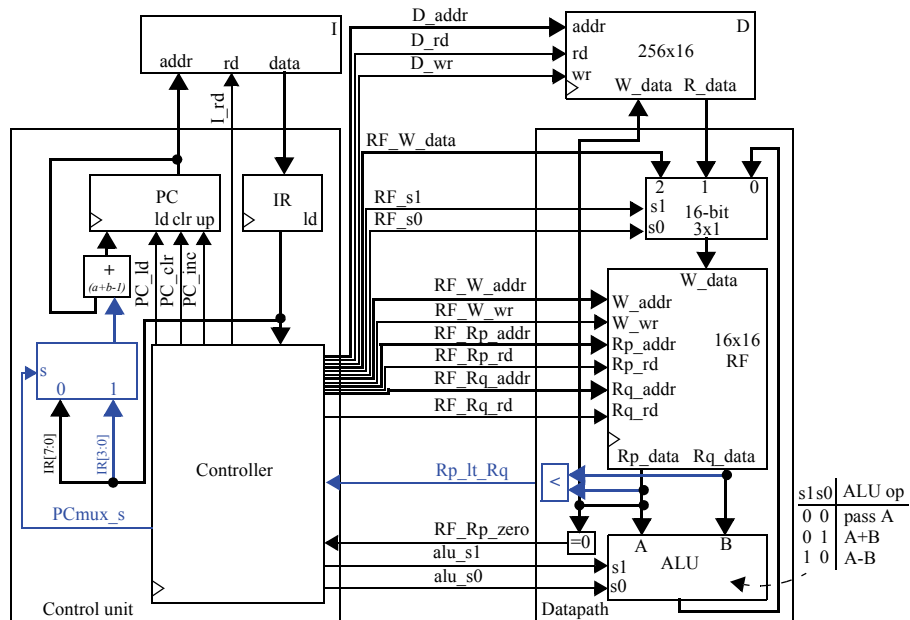 I
addr rd data
I_rd
D_addr
D_rd
D_wr
D
addr
rd
wr
256x16
W_data R_data
RF_W_data
RF_s1
RF_s0
2 1 0
s1
s0
16-bit
3x1
PC
ld clr up
IR
ld
+
(a+b-1)
PC_ld
PC_clr
PC_inc
s
0 1
IR[7:0]
IR[3:0]
PCmux_s
Controller
Control unit
RF_W_addr
RF_W_wr
RF_Rp_addr
RF_Rp_rd
RF_Rq_addr
RF_Rq_rd
W_data
W_addr
W_wr
Rp_addr
Rp_rd
Rq_addr
Rq_rd
16x16
RF
Rp_data Rq_data
Rp_lt_Rq
<
RF_Rp_zero
=0
alu_s1
alu_s0
A B
s1
s0
ALU
Datapath
s1 s0 ALU op
0 0 pass A
0 1 A+B
1 0 A-B